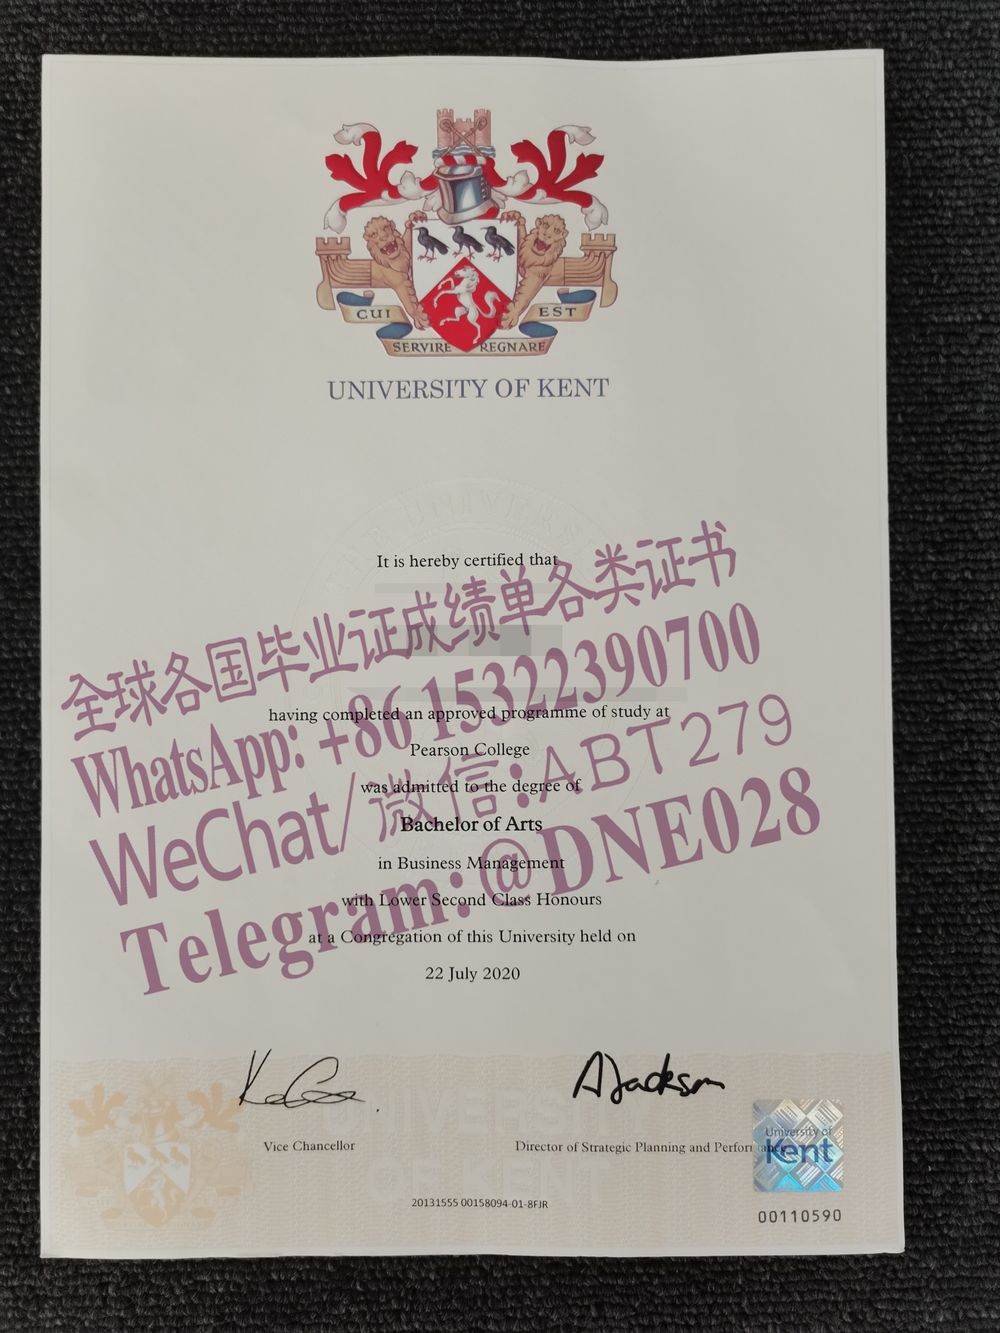 CUI
EST
SERVIRE REGNARE
UNIVERSITY OF KENT
It is hereby certified that
全球各国毕业证成绩单各类证书
WhatsApp: +86 15322390700
having completed an approved programme of study at
Pearson College
WeChat/微信:ABT279
was admitted to the degree of
Bachelor of Arts
Telegram: @DNE028
in Business Management
with Lower Second Class Honours
at a Congregation of this University held on
22 July 2020
A Jackson
Vice Chancellor
Director of Strategic Planning and Performance
University of
Kent
20131555 00158094-01-8FJR
00110590